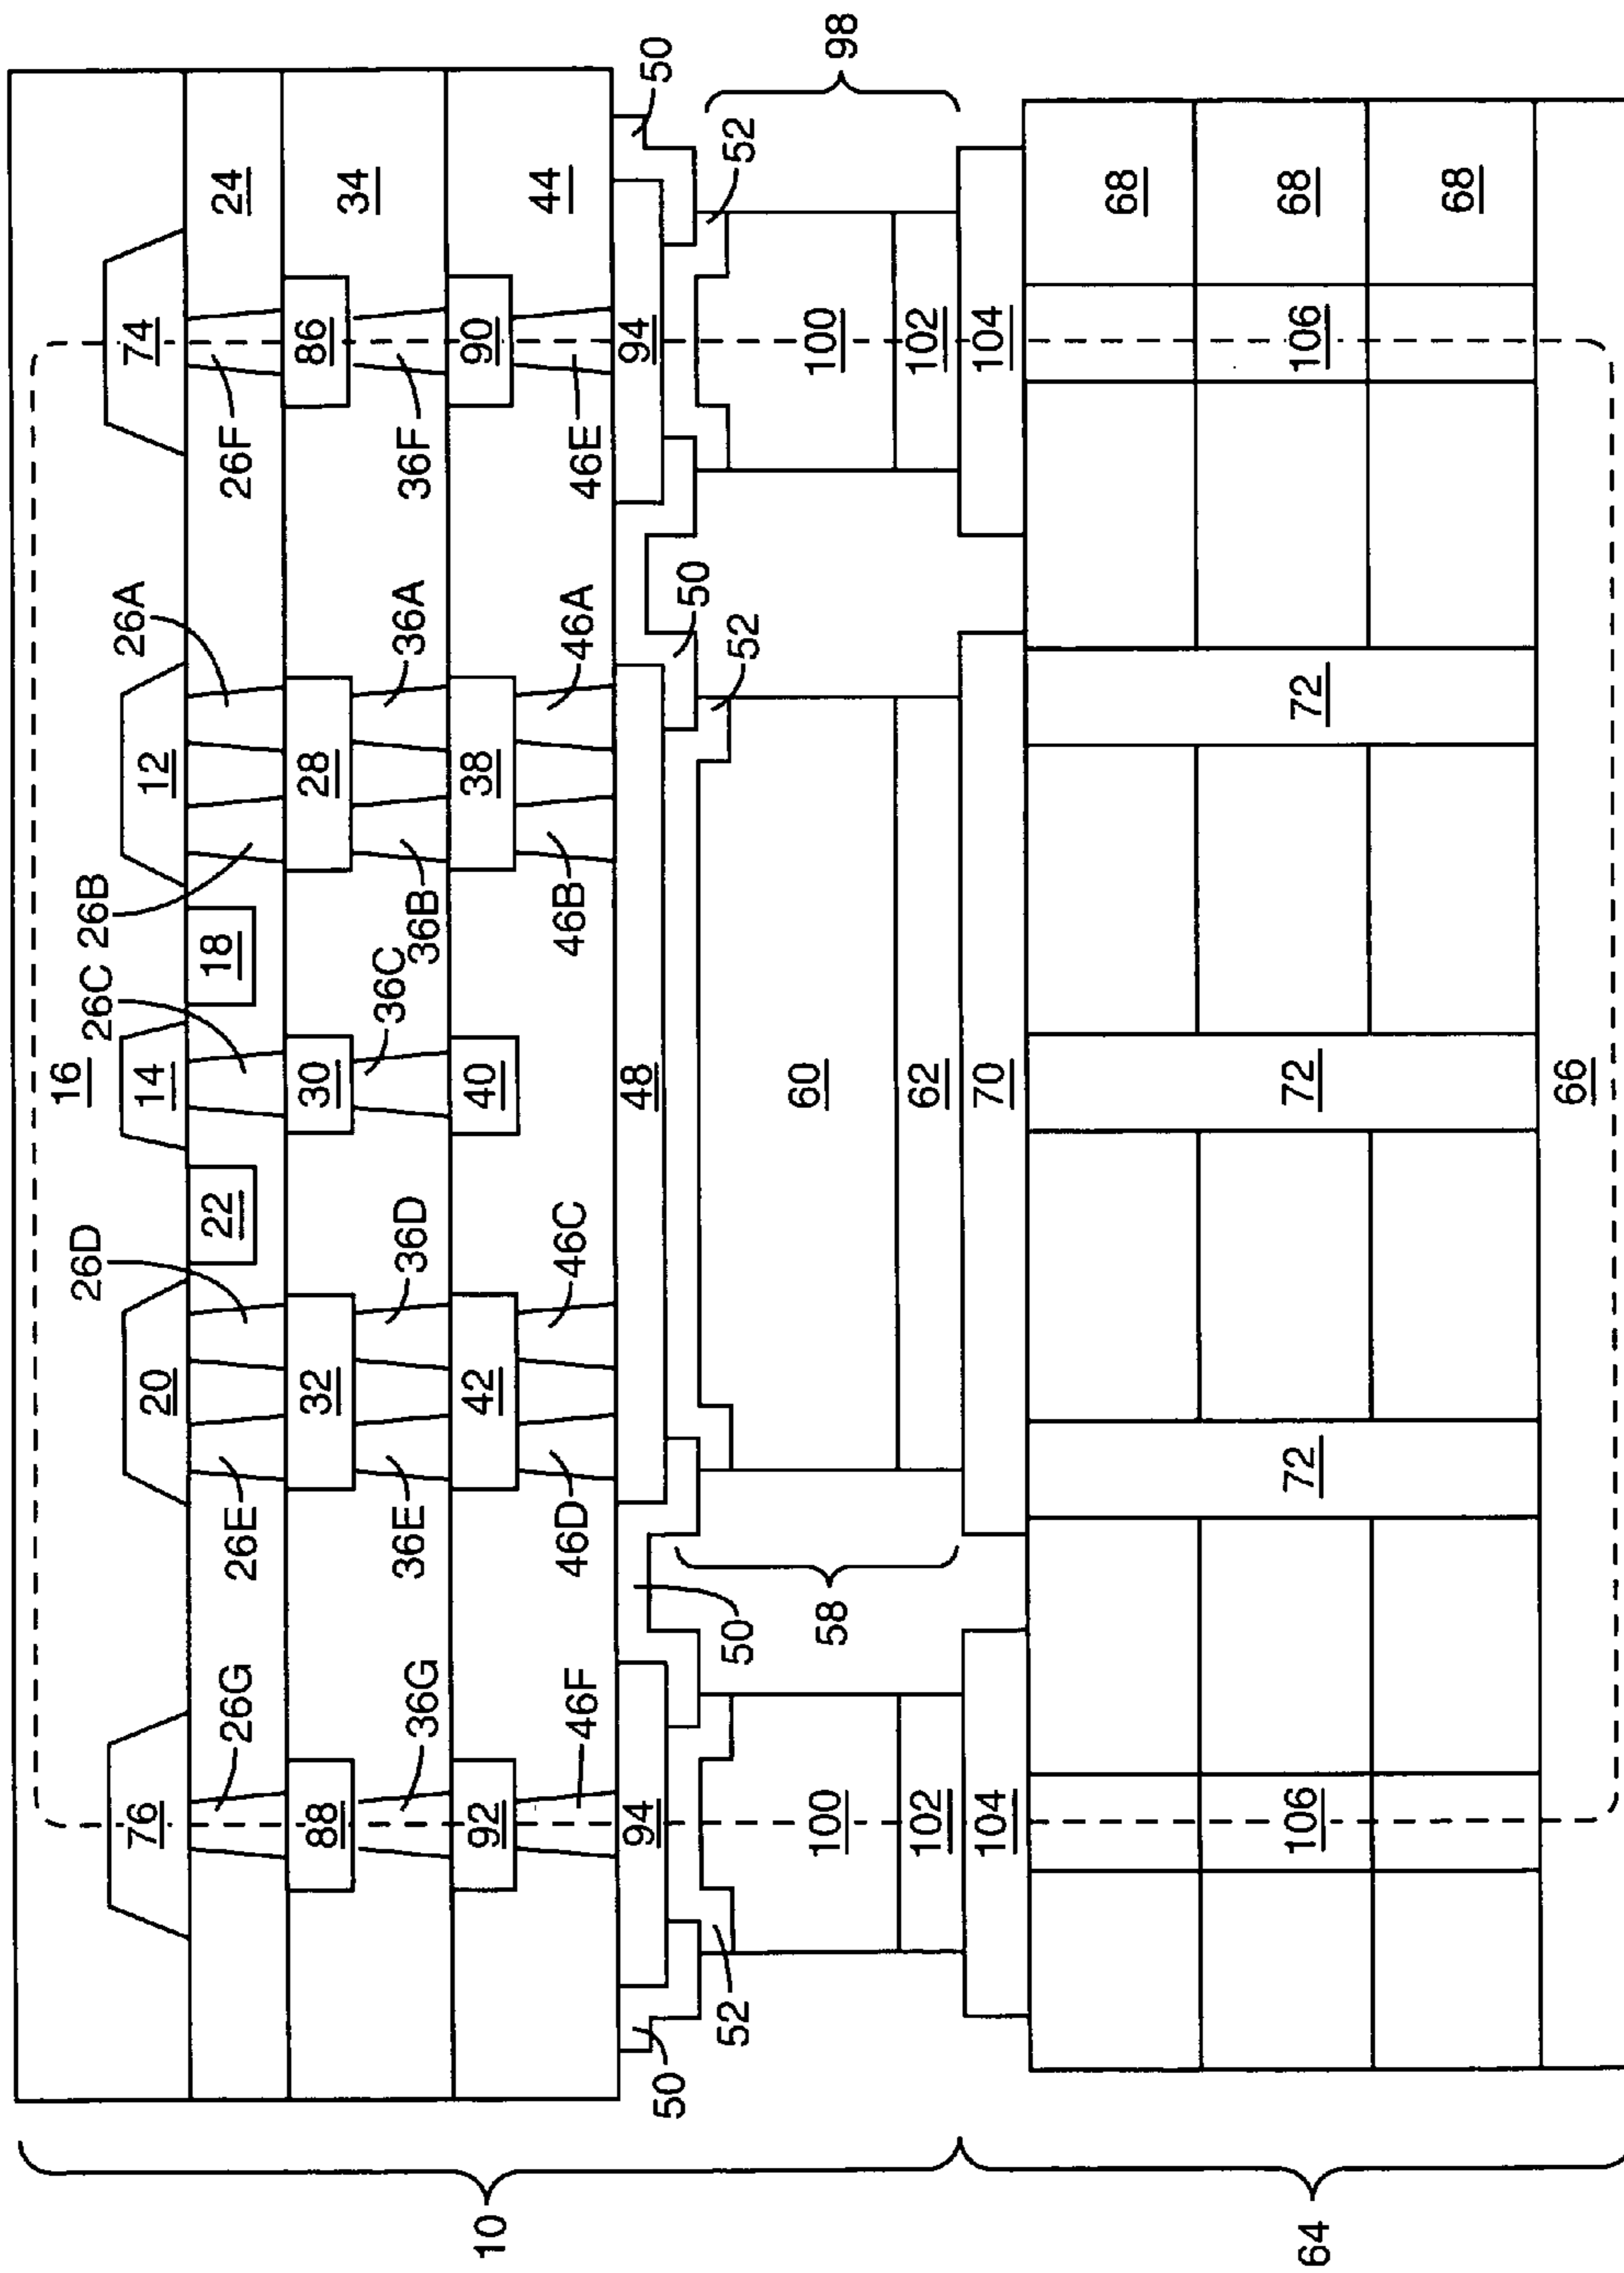 16
26D 26C 26B
26A
76 20 14 12 74
26G 26E 22 18 26F 24
88 32 30 28 86 34
36G 36E 36D 36C 36B 36A 36F
10 92 42 40 38 90
46F 46D 46C 46B 46A 46E 44
94 48 94
50 50 50 50
52 52 52
100 58 60 100 98
102 62 102
104 70 104
68
64 106 72 72 72 106 68
68
66